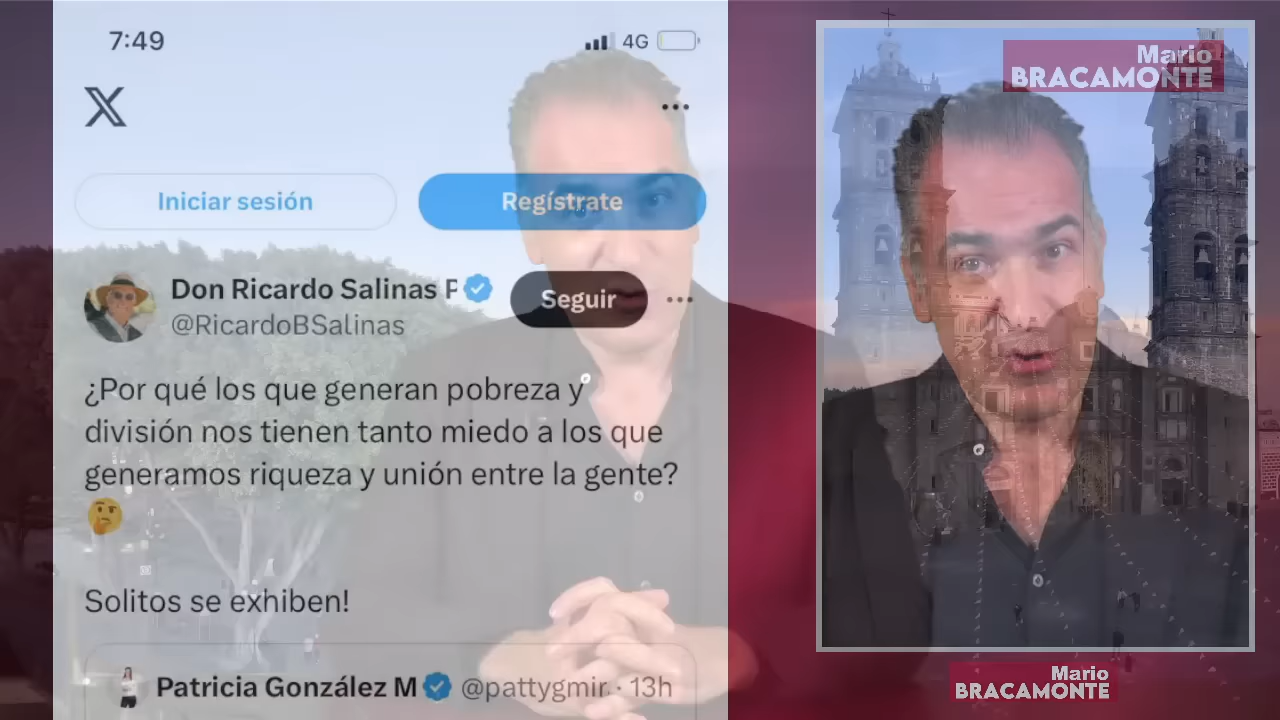 7:49
4G
Iniciar sesión
Regístrate
Don Ricardo Salinas P
@RicardoBSalinas
Seguir
¿Por qué los que generan pobreza y
división nos tienen tanto miedo a los que
generamos riqueza y unión entre la gente?
Solitos se exhiben!
Patricia González M @pattygmir. · 13h
Mario
BRACAMONTE
Mario
BRACAMONTE